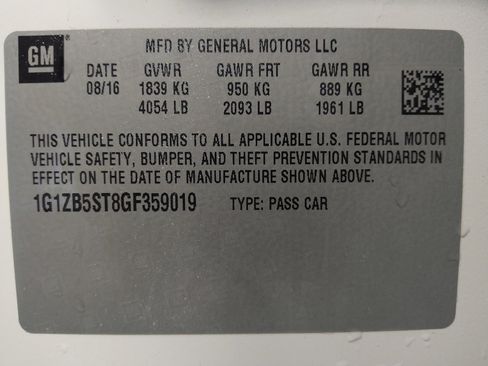 GM
MFD BY GENERAL MOTORS LLC
DATE GVWR GAWR FRT GAWR RR
08/16 1839 KG 950 KG 889 KG
4054 LB 2093 LB 1961 LB
THIS VEHICLE CONFORMS TO ALL APPLICABLE U.S. FEDERAL MOTOR
VEHICLE SAFETY, BUMPER, AND THEFT PREVENTION STANDARDS IN
EFFECT ON THE DATE OF MANUFACTURE SHOWN ABOVE.
1G1ZB5ST8GF359019 TYPE: PASS CAR